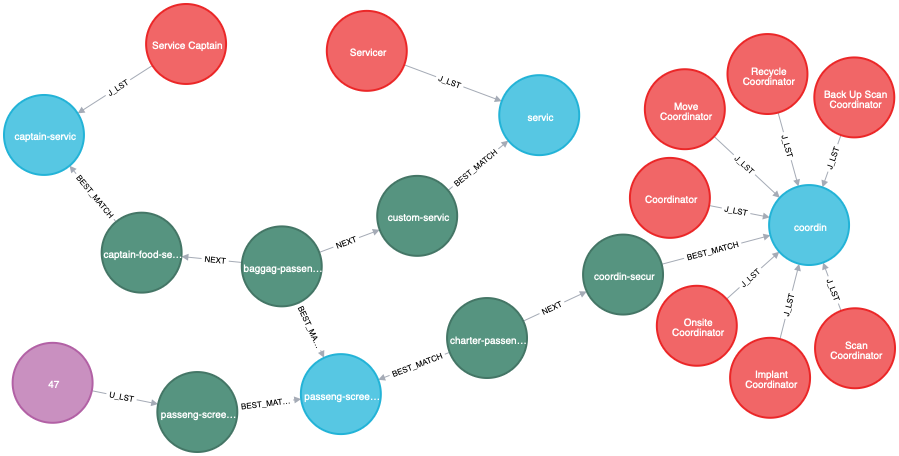 Service Captain
J_LST
captain-servic
BEST_MATCH
captain-food-se...
NEXT
baggag-passen...
NEXT
custom-servic
BEST_MATCH
servic
J_LST
Servicer
BEST_MA...
47
U_LST
passeng-scree...
BEST_MAT...
passeng-scree...
BEST_MATCH
charter-passen...
NEXT
coordin-secur
BEST_MATCH
coordin
Recycle
Coordinator
J_LST
Back Up Scan
Coordinator
J_LST
Move
Coordinator
J_LST
Coordinator
J_LST
Onsite
Coordinator
J_LST
Implant
Coordinator
J_LST
Scan
Coordinator
J_LST